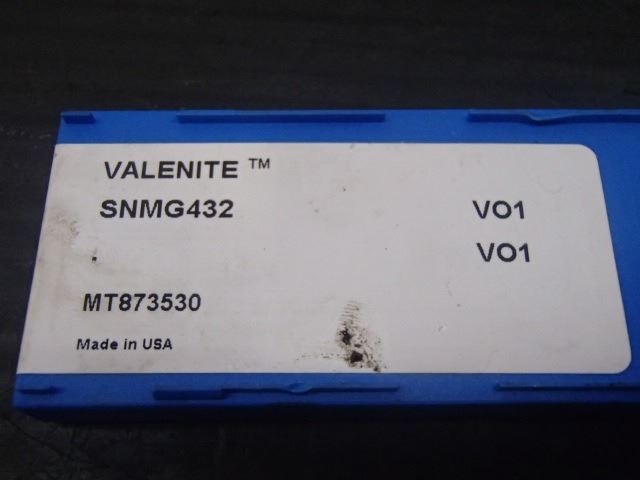 VALENITE ™
SNMG432 VO1
VO1
MT873530
Made in USA